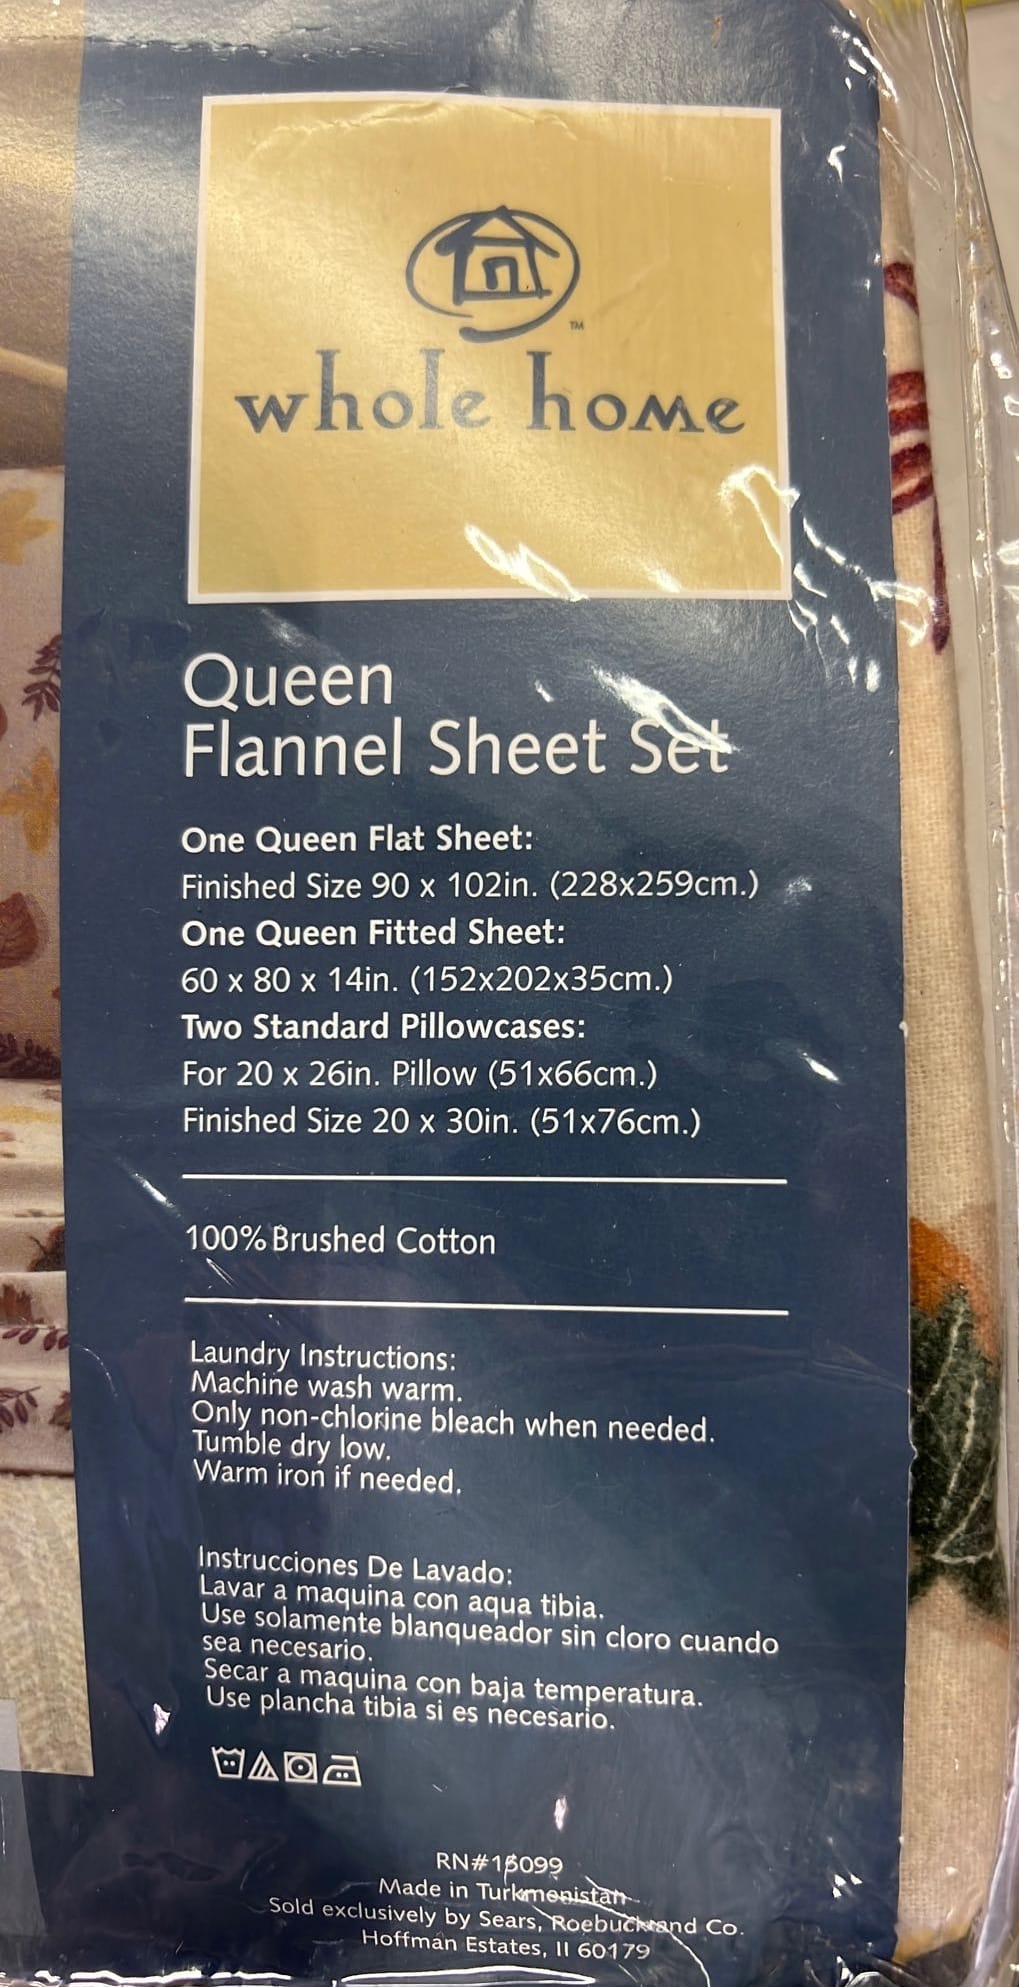 TM
whole home
Queen
Flannel Sheet Set
One Queen Flat Sheet:
Finished Size 90 x 102in. (228x259cm.)
One Queen Fitted Sheet:
60 x 80 x 14in. (152x202x35cm.)
Two Standard Pillowcases:
For 20 x 26in. Pillow (51x66cm.)
Finished Size 20 x 30in. (51x76cm.)
100% Brushed Cotton
Laundry Instructions:
Machine wash warm.
Only non-chlorine bleach when needed.
Tumble dry low.
Warm iron if needed.
Instrucciones De Lavado:
Lavar a maquina con aqua tibia.
Use solamente blanqueador sin cloro cuando
sea necesario.
Secar a maquina con baja temperatura.
Use plancha tibia si es necesario.
RN#15099
Made in Turkmenistan
Sold exclusively by Sears, Roebuck and Co.
Hoffman Estates, Il 60179